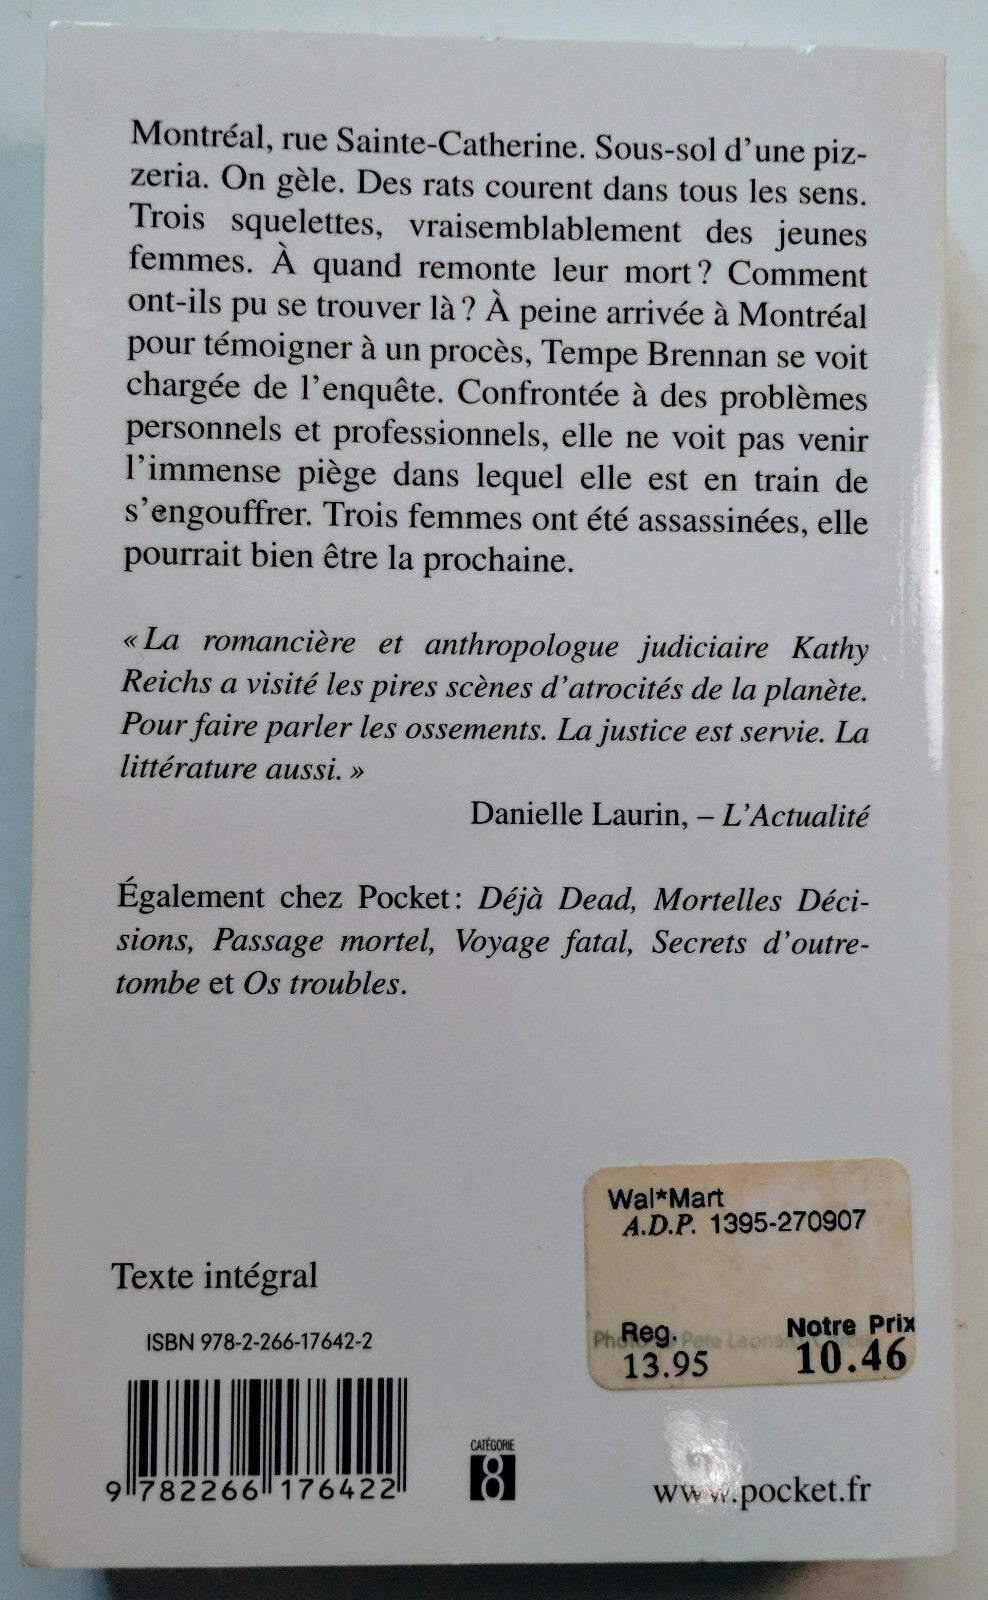 Montréal, rue Sainte-Catherine. Sous-sol d'une piz-
zeria. On gèle. Des rats courent dans tous les sens.
Trois squelettes, vraisemblablement des jeunes
femmes. À quand remonte leur mort ? Comment
ont-ils pu se trouver là ? À peine arrivée à Montréal
pour témoigner à un procès, Tempe Brennan se voit
chargée de l'enquête. Confrontée à des problèmes
personnels et professionnels, elle ne voit pas venir
l'immense piège dans lequel elle est en train de
s'engouffrer. Trois femmes ont été assassinées, elle
pourrait bien être la prochaine.
« La romancière et anthropologue judiciaire Kathy
Reichs a visité les pires scènes d'atrocités de la planète.
Pour faire parler les ossements. La justice est servie. La
littérature aussi. »
Danielle Laurin, – L'Actualité
Également chez Pocket : Déjà Dead, Mortelles Déci-
sions, Passage mortel, Voyage fatal, Secrets d'outre-
tombe et Os troubles.
Wal*Mart
A.D.P. 1395-270907
Reg. Notre Prix
13.95 10.46
Texte intégral
ISBN 978-2-266-17642-2
9 782266 176422
CATÉGORIE
8
www.pocket.fr